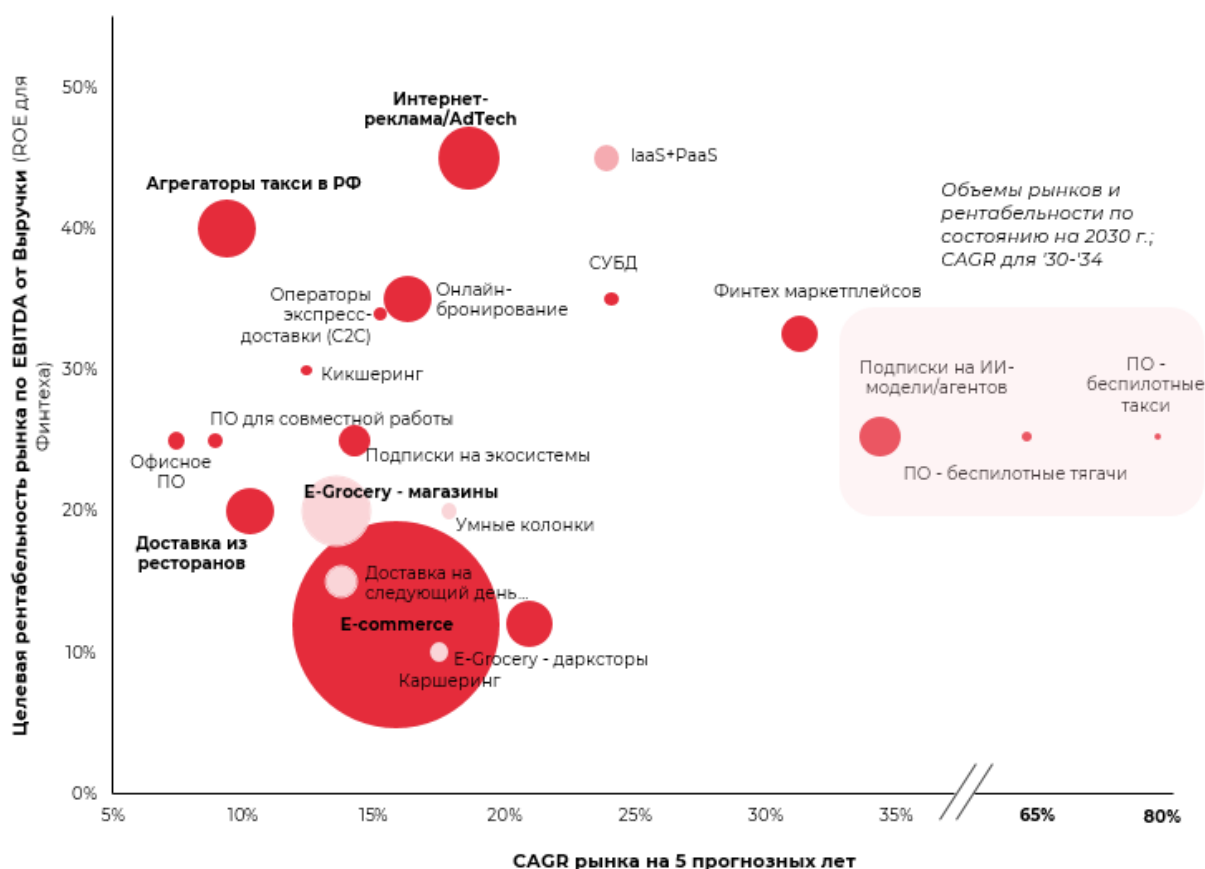 Целевая рентабельность рынка по EBITDA от Выручки (ROE для
Финтеха)
50%
40%
30%
20%
10%
0%
Интернет-
реклама/AdTech
IaaS+PaaS
Агрегаторы такси в РФ
Объемы рынков и
рентабельности по
состоянию на 2030 г.;
CAGR для '30-'34
СУБД
Операторы
экспресс-
доставки (C2C)
Онлайн-
бронирование
Финтех маркетплейсов
Кикшеринг
Подписки на ИИ-
модели/агентов
ПО -
беспилотные
такси
ПО для совместной работы
Офисное
ПО
Подписки на экосистемы
ПО - беспилотные тягачи
E-Grocery - магазины
Умные колонки
Доставка из
ресторанов
Доставка на
следующий день...
E-commerce
E-Grocery - дарксторы
Каршеринг
5%
10%
15%
20%
25%
30%
35%
65%
80%
CAGR рынка на 5 прогнозных лет